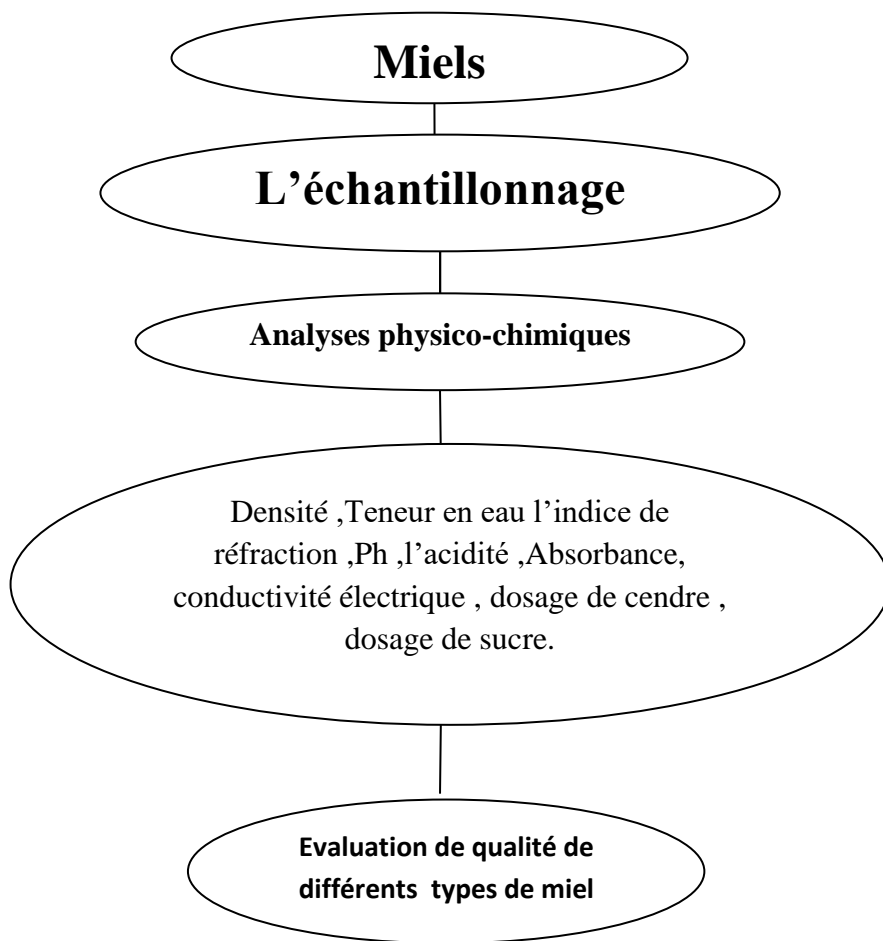 Miels
L’échantillonnage
Analyses physico-chimiques
Densité ,Teneur en eau l’indice de
réfraction ,Ph ,l’acidité ,Absorbance,
conductivité électrique , dosage de cendre ,
dosage de sucre.
Evaluation de qualité de
différents  types de miel